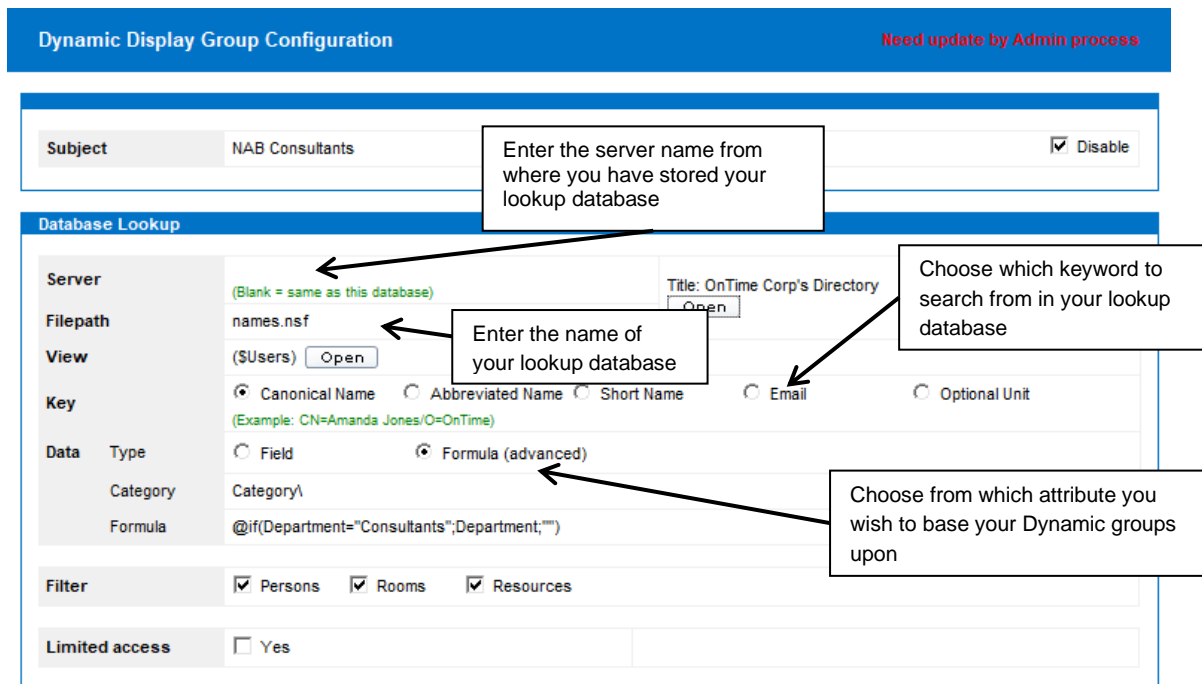 Dynamic Display Group Configuration
Need update by Admin process
Subject
NAB Consultants
Disable
Enter the server name from
where you have stored your
lookup database
Database Lookup
Server
(Blank = same as this database)
Title: OnTime Corp's Directory
Open
Choose which keyword to
search from in your lookup
database
Filepath
names.nsf
Enter the name of
your lookup database
View
($Users)
Open
Key
Canonical Name
Abbreviated Name
Short Name
Email
Optional Unit
(Example: CN=Amanda Jones/O=OnTime)
Data
Type
Field
Formula (advanced)
Choose from which attribute you
wish to base your Dynamic groups
upon
Category
Category\
Formula
@if(Department="Consultants";Department;"")
Filter
Persons
Rooms
Resources
Limited access
Yes